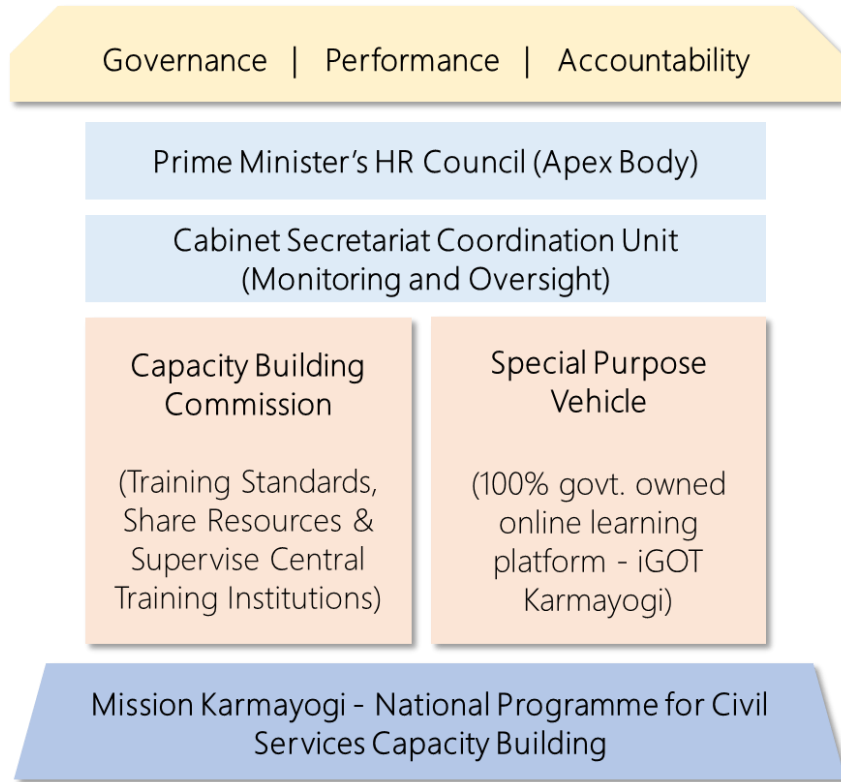 Governance | Performance | Accountability
Prime Minister's HR Council (Apex Body)
Cabinet Secretariat Coordination Unit
(Monitoring and Oversight)
Capacity Building
Commission
(Training Standards,
Share Resources &
Supervise Central
Training Institutions)
Special Purpose
Vehicle
(100% govt. owned
online learning
platform - iGOT
Karmayogi)
Mission Karmayogi - National Programme for Civil
Services Capacity Building